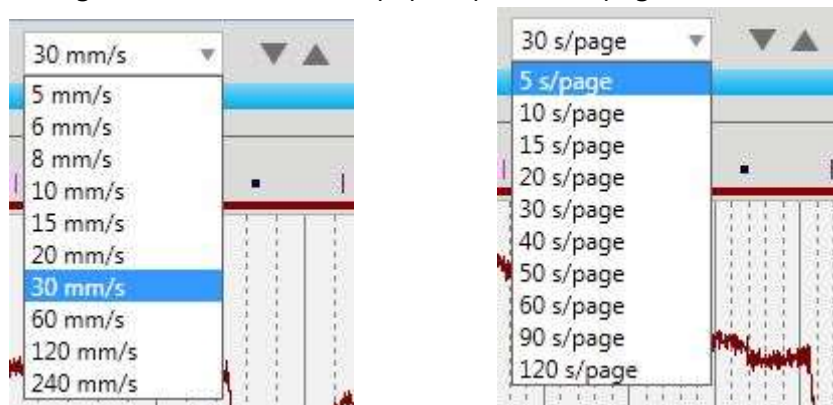 30 mm/s
5 mm/s
6 mm/s
8 mm/s
10 mm/s
15 mm/s
20 mm/s
30 mm/s
60 mm/s
120 mm/s
240 mm/s
30 s/page
5 s/page
10 s/page
15 s/page
20 s/page
30 s/page
40 s/page
50 s/page
60 s/page
90 s/page
120 s/page